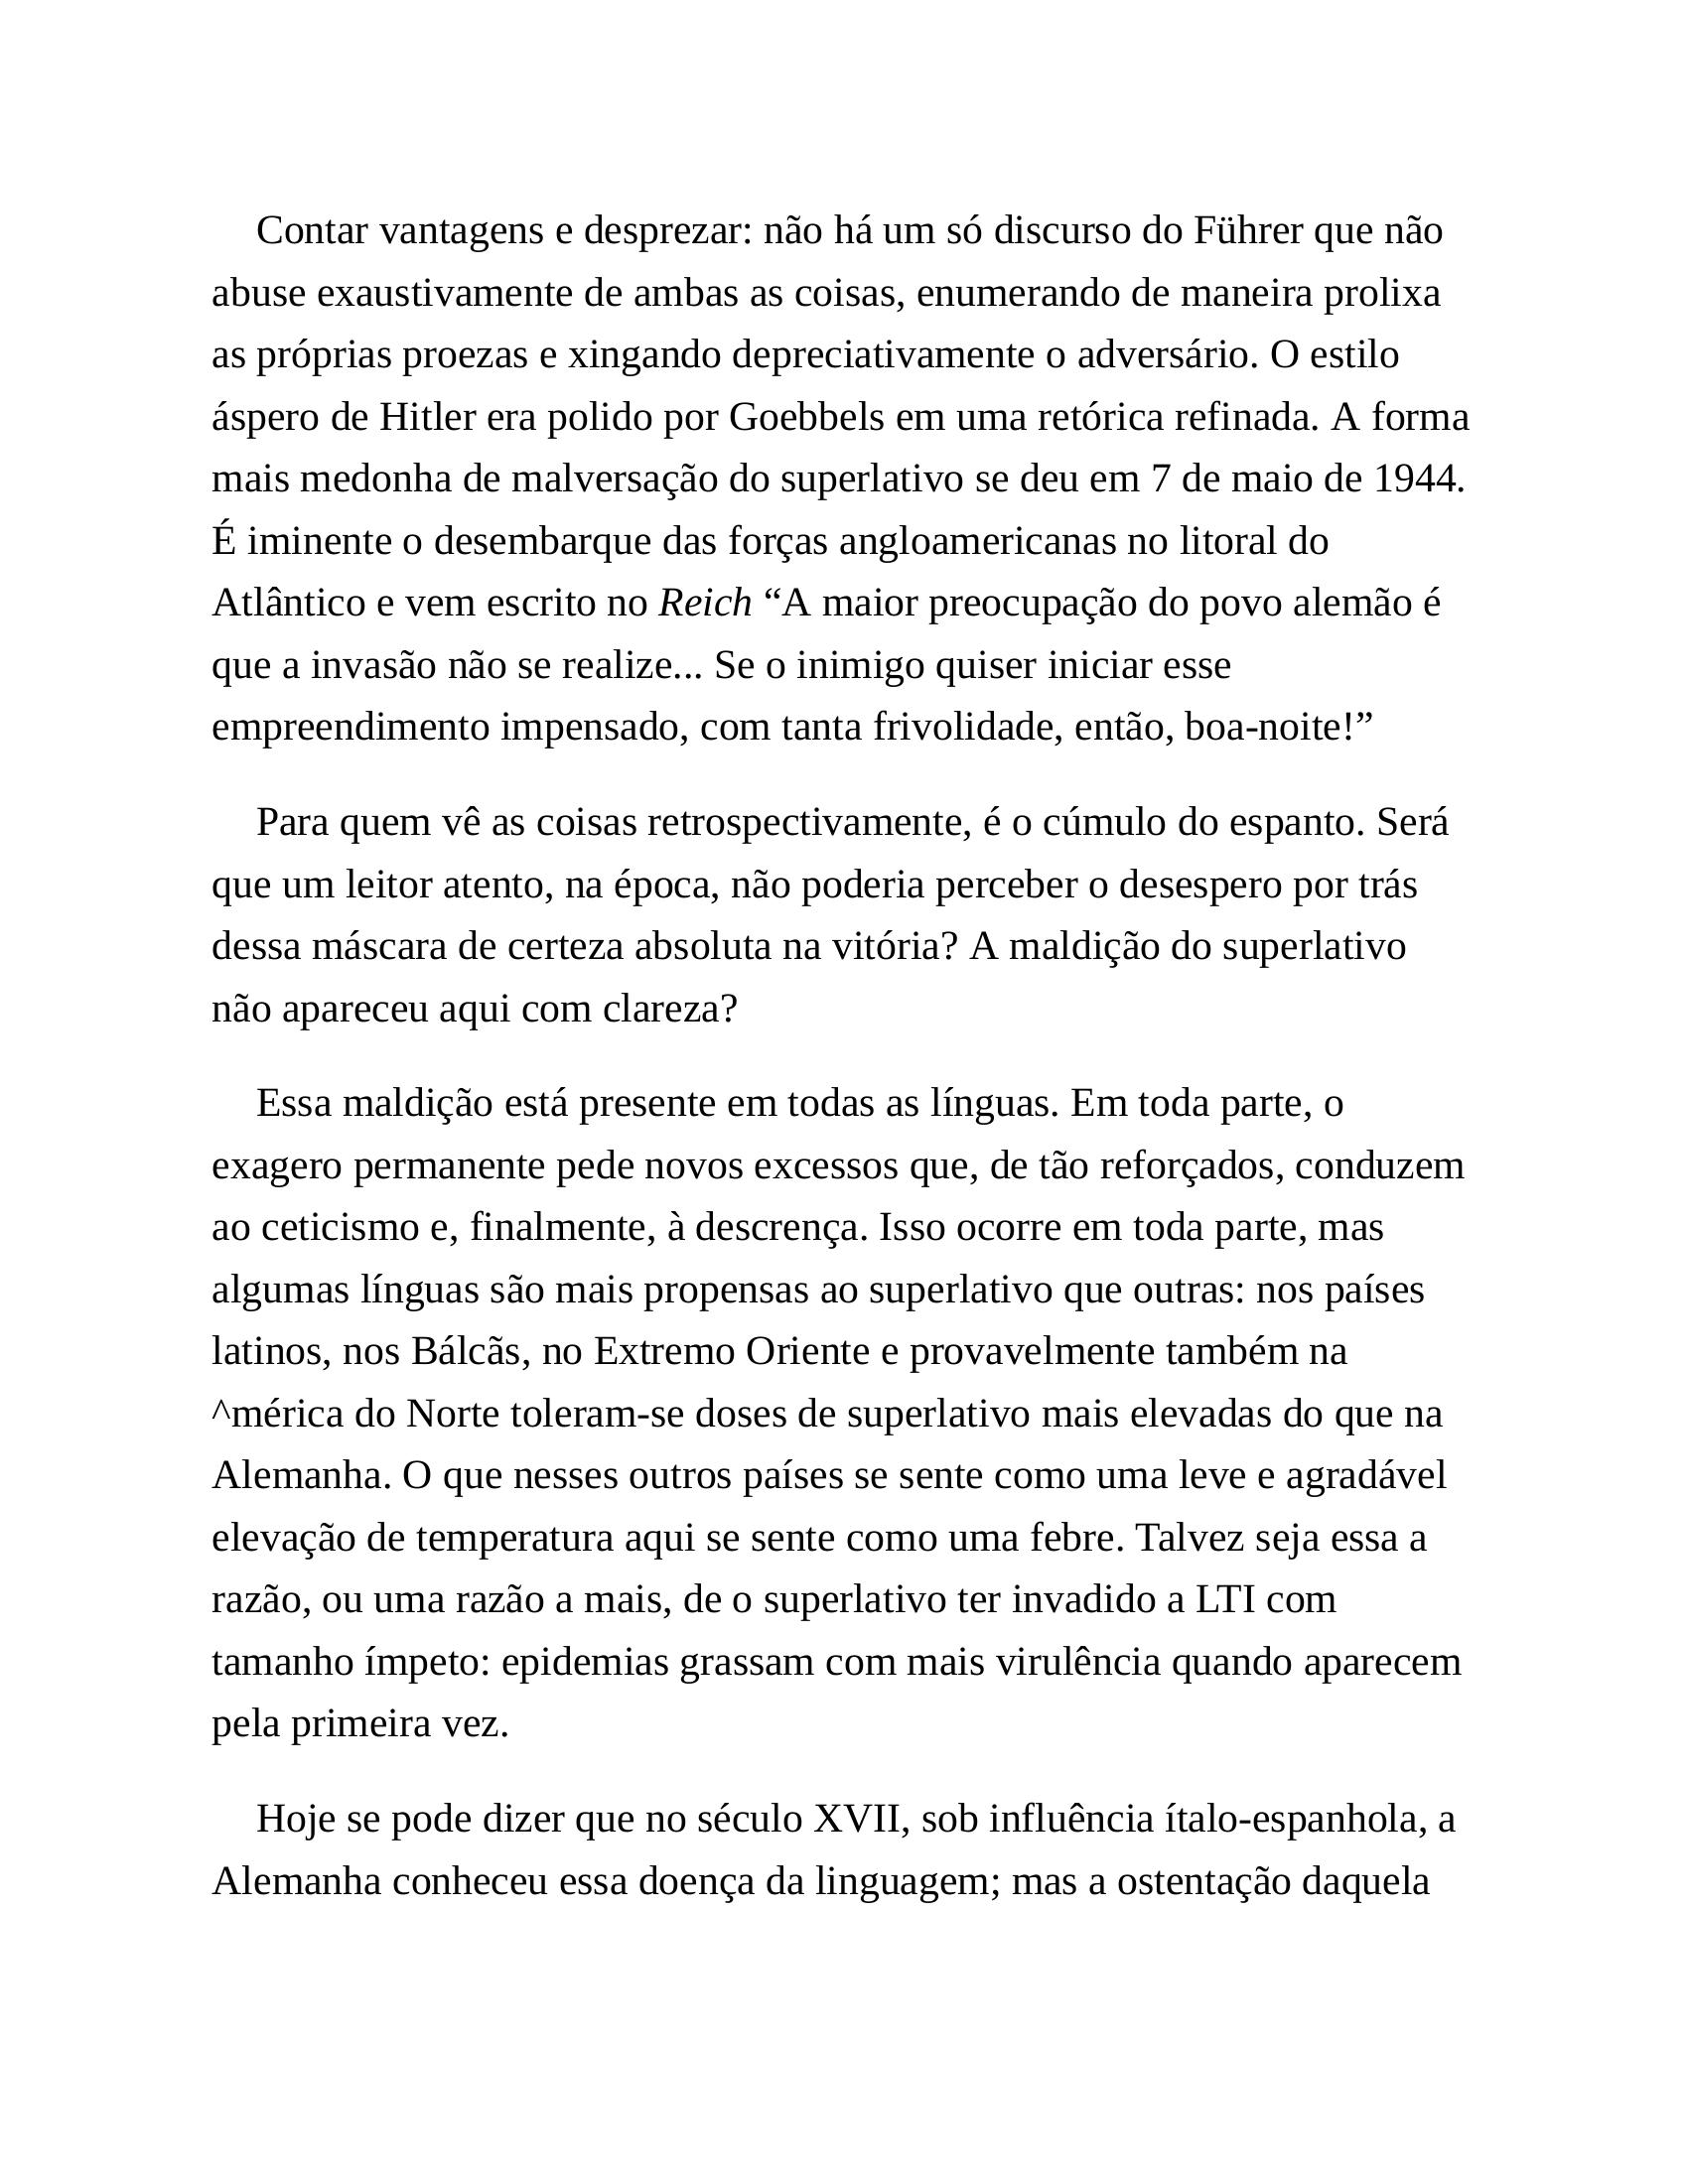 Contar vantagens e desprezar: não há um só discurso do Führer que não
abuse exaustivamente de ambas as coisas, enumerando de maneira prolixa
as próprias proezas e xingando depreciativamente o adversário. O estilo
áspero de Hitler era polido por Goebbels em uma retórica refinada. A forma
mais medonha de malversação do superlativo se deu em 7 de maio de 1944.
É iminente o desembarque das forças angloamericanas no litoral do
Atlântico e vem escrito no Reich “A maior preocupação do povo alemão é
que a invasão não se realize... Se o inimigo quiser iniciar esse
empreendimento impensado, com tanta frivolidade, então, boa-noite!”
Para quem vê as coisas retrospectivamente, é o cúmulo do espanto. Será
que um leitor atento, na época, não poderia perceber o desespero por trás
dessa máscara de certeza absoluta na vitória? A maldição do superlativo
não apareceu aqui com clareza?
Essa maldição está presente em todas as línguas. Em toda parte, o
exagero permanente pede novos excessos que, de tão reforçados, conduzem
ao ceticismo e, finalmente, à descrença. Isso ocorre em toda parte, mas
algumas línguas são mais propensas ao superlativo que outras: nos países
latinos, nos Bálcãs, no Extremo Oriente e provavelmente também na
^mérica do Norte toleram-se doses de superlativo mais elevadas do que na
Alemanha. O que nesses outros países se sente como uma leve e agradável
elevação de temperatura aqui se sente como uma febre. Talvez seja essa a
razão, ou uma razão a mais, de o superlativo ter invadido a LTI com
tamanho ímpeto: epidemias grassam com mais virulência quando aparecem
pela primeira vez.
Hoje se pode dizer que no século XVII, sob influência ítalo-espanhola, a
Alemanha conheceu essa doença da linguagem; mas a ostentação daquela